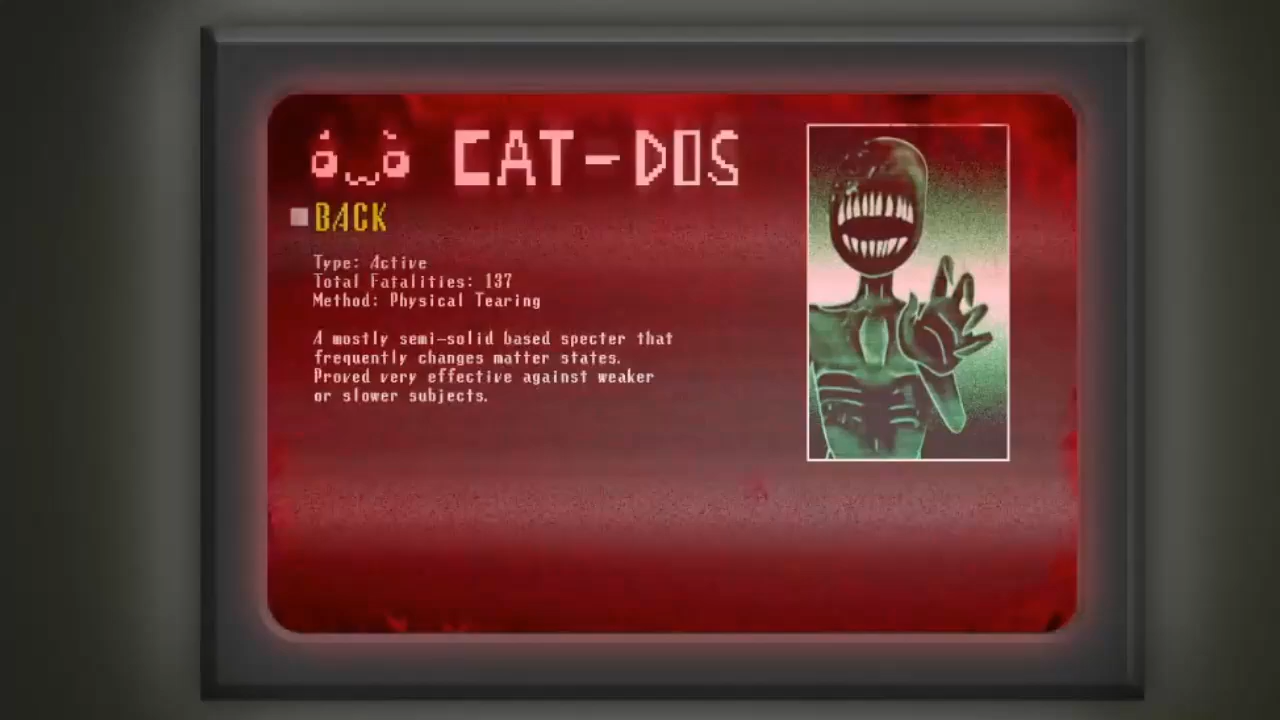 CAT-DOS
BACK
Type: Active
Total Fatalities: 137
Method: Physical Tearing
A mostly semi-solid based specter that
frequently changes matter states.
Proved very effective against weaker
or slower subjects.